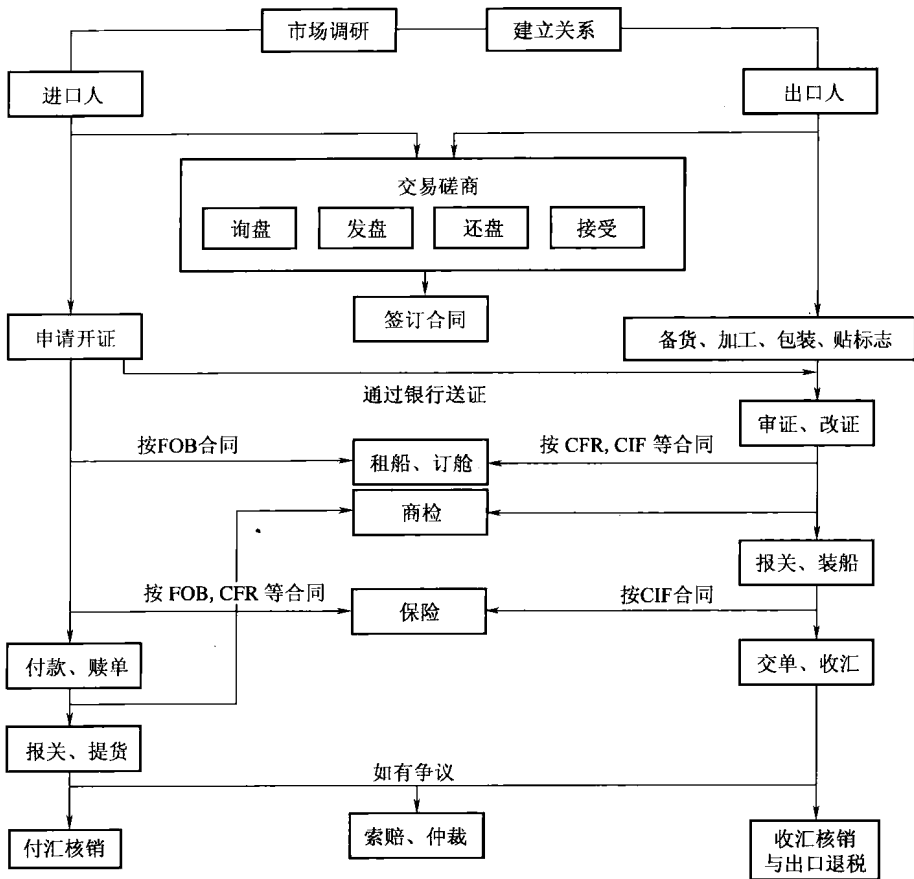 市场调研
建立关系
进口人
出口人
交易磋商
询盘
发盘
还盘
接受
签订合同
申请开证
备货、加工、包装、贴标志
通过银行送证
审证、改证
按FOB合同
租船、订舱
按 CFR, CIF 等合同
商检
报关、装船
按 FOB, CFR 等合同
保险
按CIF合同
付款、赎单
交单、收汇
报关、提货
如有争议
付汇核销
索赔、仲裁
收汇核销
与出口退税